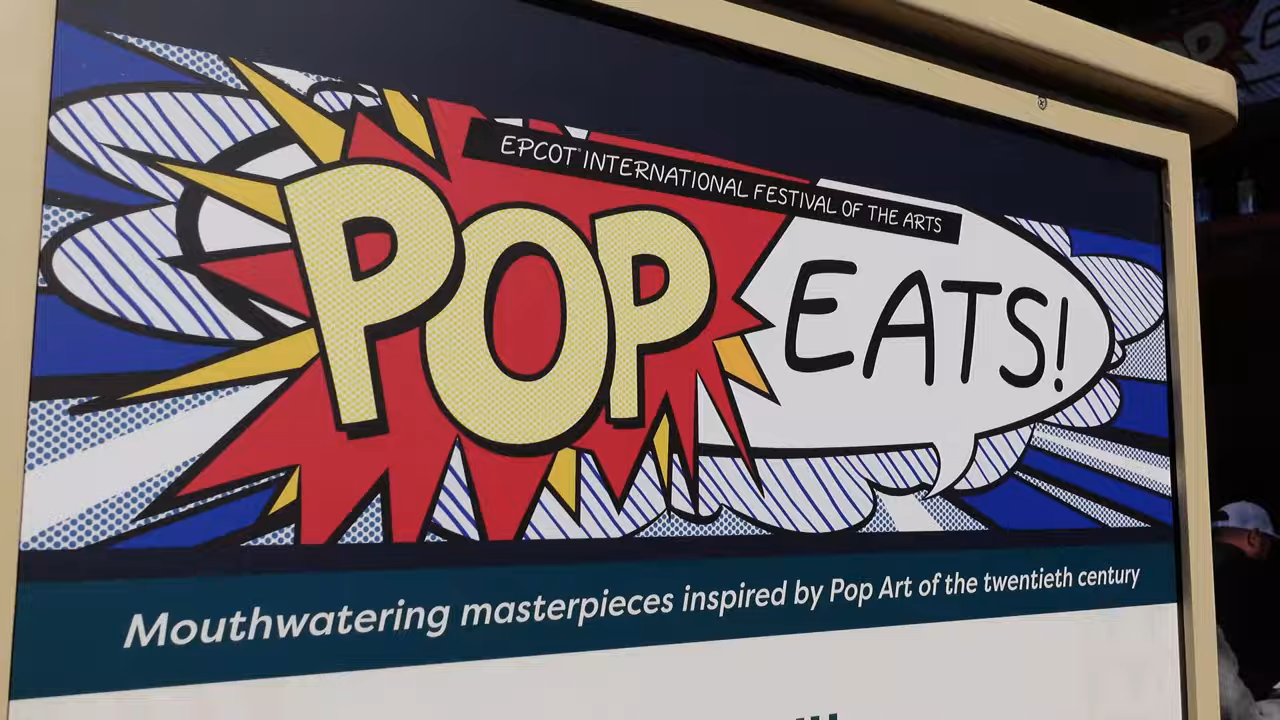 EPCOT® INTERNATIONAL FESTIVAL OF THE ARTS
POP EATS!
Mouthwatering masterpieces inspired by Pop Art of the twentieth century